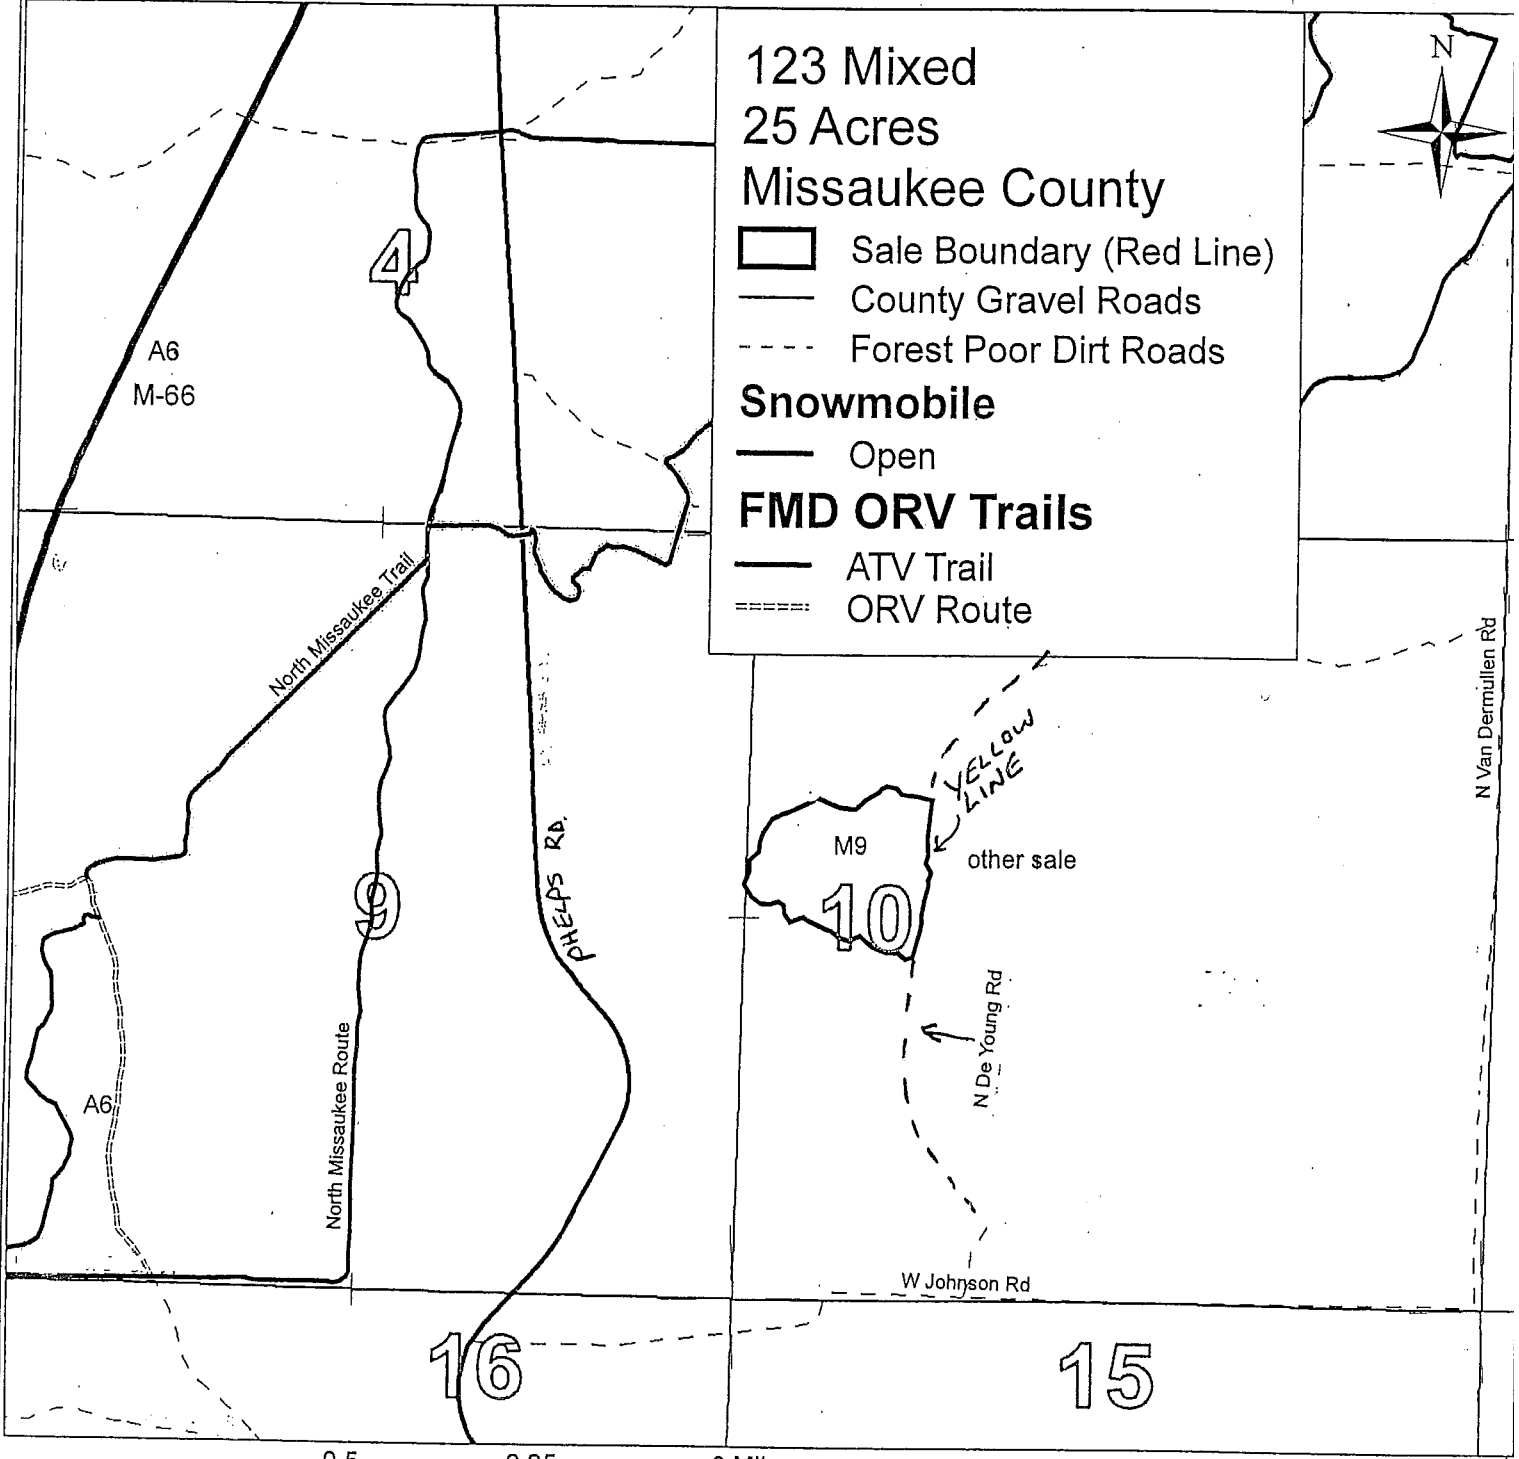 123 Mixed
25 Acres
Missaukee County
Sale Boundary (Red Line)
County Gravel Roads
Forest Poor Dirt Roads
Snowmobile
Open
FMD ORV Trails
ATV Trail
ORV Route
N
4
A6
M-66
North Missaukee Trail
N Van Dermullen Rd
YELLOW
LINE
PHELPS RD.
M9
other sale
10
9
N De Young Rd
North Missaukee Route
A6
W Johnson Rd
16
15